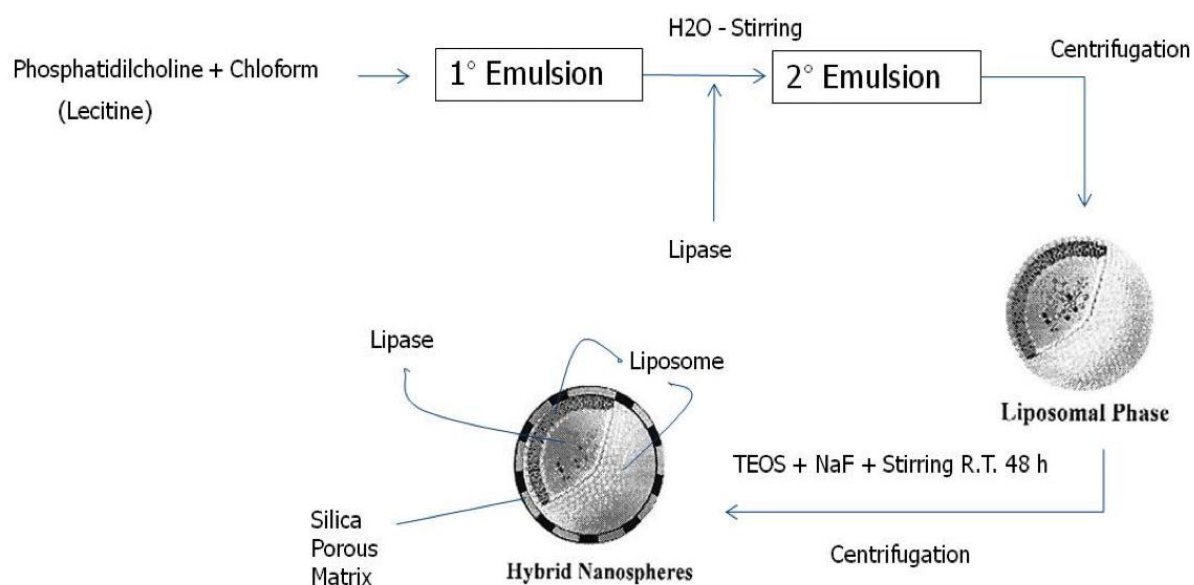 Phosphatidilcholine + Chloform
(Lecitine)
1° Emulsion
H2O - Stirring
2° Emulsion
Centrifugation
Lipase
Liposomal Phase
TEOS + NaF + Stirring R.T. 48 h
Centrifugation
Lipase
Liposome
Silica
Porous
Matrix
Hybrid Nanospheres